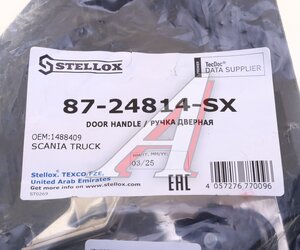 STELLOX
TecDoc
DATA SUPPLIER
87-24814-SX
DOOR HANDLE / РУЧКА ДВЕРНАЯ
OEM:1488409
SCANIA TRUCK
03/25
Stellox, TEXCO FZE,
United Arab Emirates
Get more info on www.stellox.com
ST0269
EAC
4 057276 770096